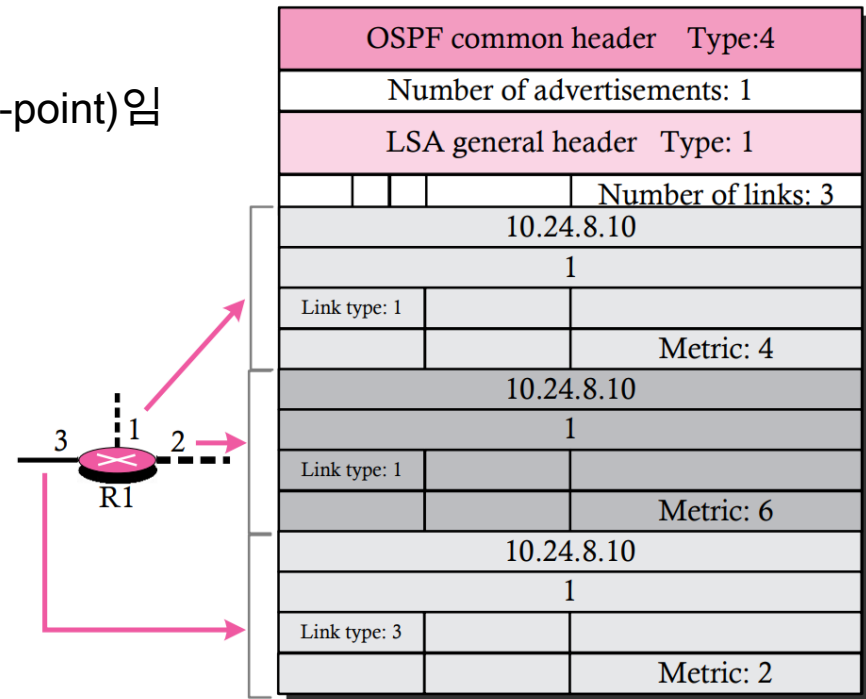 -point)임
OSPF common header Type:4
Number of advertisements: 1
LSA general header Type: 1
Number of links: 3
10.24.8.10
1
Link type: 1
Metric: 4
10.24.8.10
1
Link type: 1
Metric: 6
10.24.8.10
1
Link type: 3
Metric: 2
3 1 2
R1